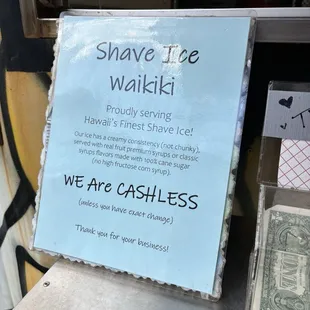 Shave Ice
Waikiki
Proudly serving
Hawaii's Finest Shave Ice!
Our ice has a creamy consistency (not chunky),
served with real fruit premium syrups or classic
syrup flavors made with 100% cane sugar
(no high fructose corn syrup).
WE Are CASHLESS
(unless you have exact change)
Thank you for your business!